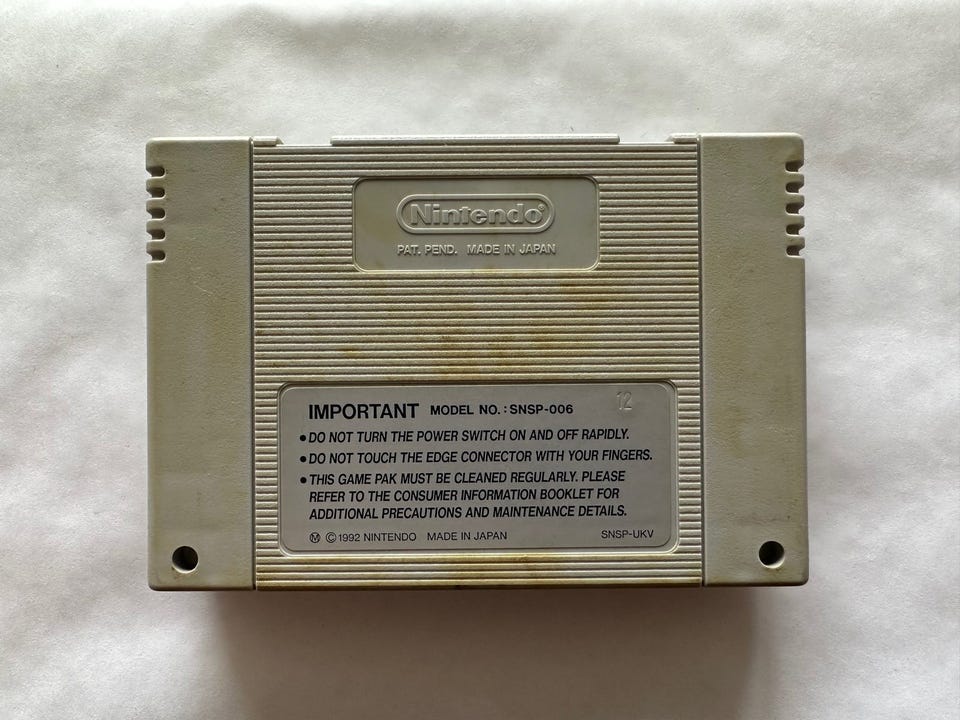 Nintendo®
PAT. PEND. MADE IN JAPAN
IMPORTANT MODEL NO. : SNSP-006 12
•DO NOT TURN THE POWER SWITCH ON AND OFF RAPIDLY.
•DO NOT TOUCH THE EDGE CONNECTOR WITH YOUR FINGERS.
•THIS GAME PAK MUST BE CLEANED REGULARLY. PLEASE
REFER TO THE CONSUMER INFORMATION BOOKLET FOR
ADDITIONAL PRECAUTIONS AND MAINTENANCE DETAILS.
Ⓜ ©1992 NINTENDO MADE IN JAPAN SNSP-UKV